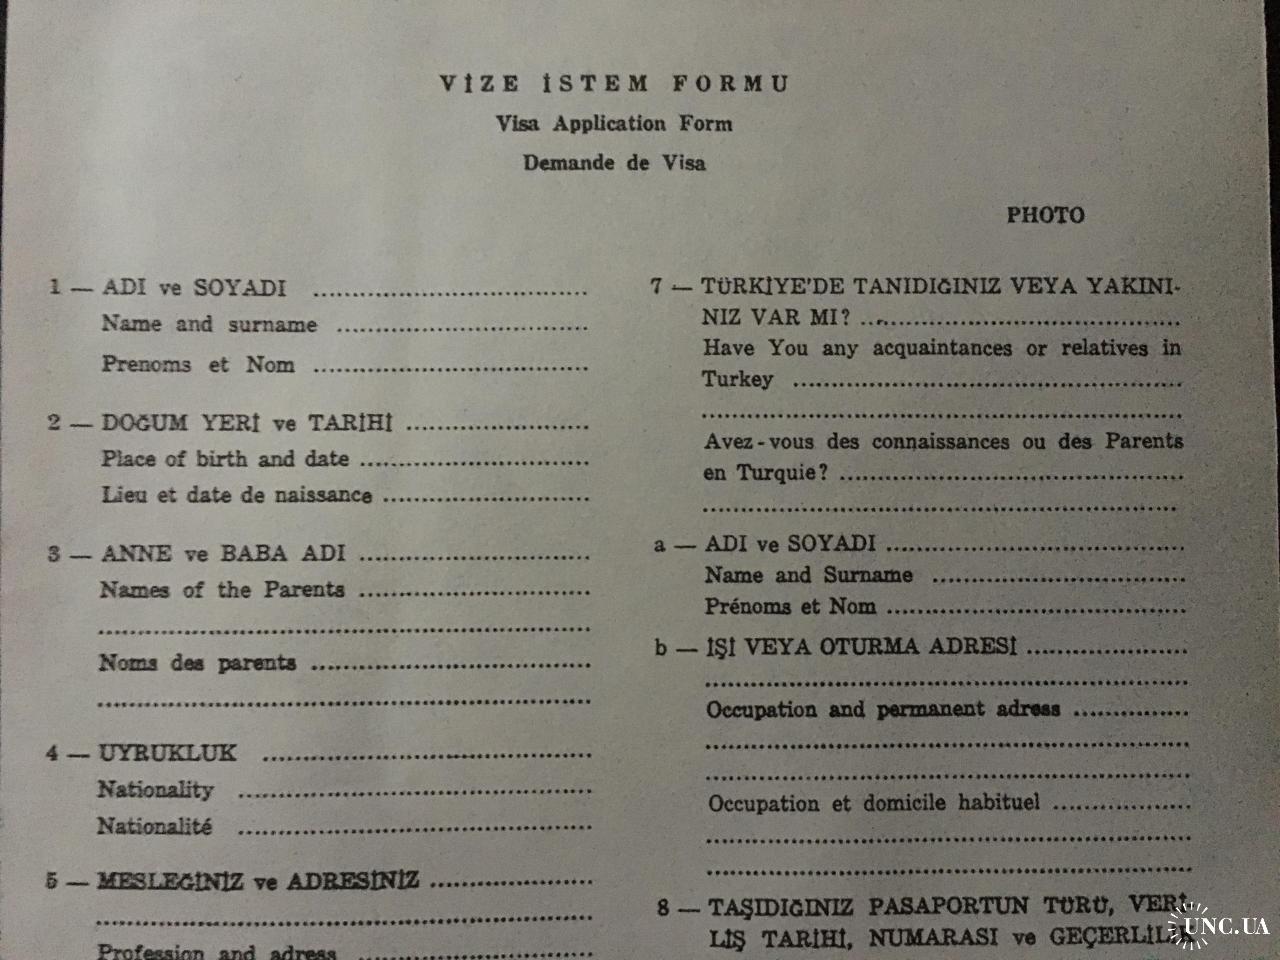 VİZE İSTEM FORMU
Visa Application Form
Demande de Visa
PHOTO
1 — ADI ve SOYADI ..............................
Name and surname ..............................
Prenoms et Nom ..............................
2 — DOĞUM YERİ ve TARİHİ ..............................
Place of birth and date ..............................
Lieu et date de naissance ..............................
3 — ANNE ve BABA ADI ..............................
Names of the Parents ..............................
..............................
Noms des parents ..............................
..............................
4 — UYRUKLUK ..............................
Nationality ..............................
Nationalité ..............................
5 — MESLEĞİNİZ ve ADRESİNİZ ..............................
..............................
Profession and adress ..............................
7 — TÜRKİYE'DE TANIDIĞINIZ VEYA YAKINI-
NIZ VAR MI? ..............................
Have You any acquaintances or relatives in
Turkey ..............................
..............................
Avez-vous des connaissances ou des Parents
en Turquie? ..............................
..............................
a — ADI ve SOYADI ..............................
Name and Surname ..............................
Prénoms et Nom ..............................
b — İŞİ VEYA OTURMA ADRESİ ..............................
..............................
Occupation and permanent adress ..............................
..............................
..............................
Occupation et domicile habituel ..............................
..............................
..............................
8 — TAŞIDIĞINIZ PASAPORTUN TÜRÜ, VERİ-
LİŞ TARİHİ, NUMARASI ve GEÇERLİLİK
UNC.UA